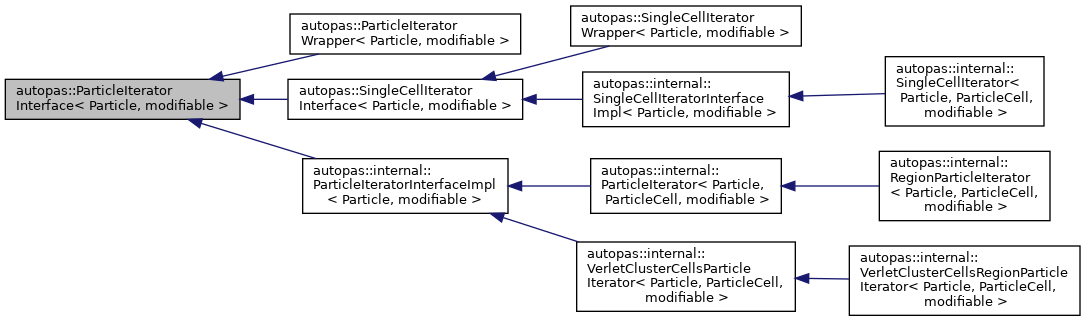 autopas::ParticleIterator
Interface< Particle, modifiable >
autopas::ParticleIterator
Wrapper< Particle, modifiable >
autopas::SingleCellIterator
Interface< Particle, modifiable >
autopas::SingleCellIterator
Wrapper< Particle, modifiable >
autopas::internal::
SingleCellIteratorInterface
Impl< Particle, modifiable >
autopas::internal::
SingleCellIterator<
Particle, ParticleCell,
modifiable >
autopas::internal::
ParticleIteratorInterfaceImpl
< Particle, modifiable >
autopas::internal::
ParticleIterator< Particle,
ParticleCell, modifiable >
autopas::internal::
RegionParticleIterator
< Particle, ParticleCell,
modifiable >
autopas::internal::
VerletClusterCellsParticle
Iterator< Particle, ParticleCell,
modifiable >
autopas::internal::
VerletClusterCellsRegionParticle
Iterator< Particle, ParticleCell,
modifiable >